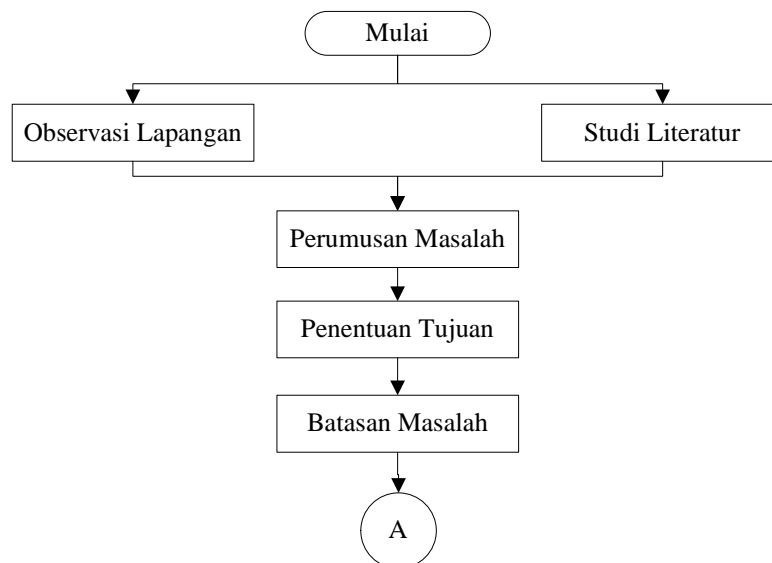 Mulai
Observasi Lapangan
Studi Literatur
Perumusan Masalah
Penentuan Tujuan
Batasan Masalah
A